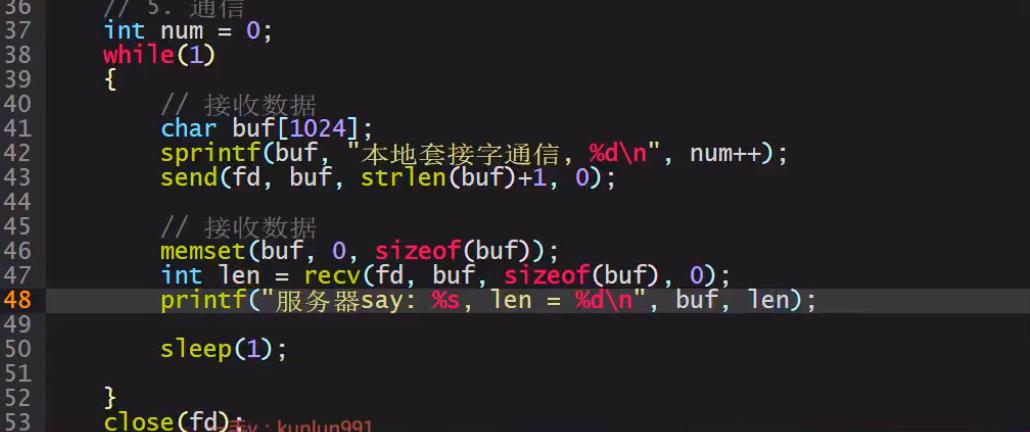 36 // 5. 通信
37 int num = 0;
38 while(1)
39 {
40 // 接收数据
41 char buf[1024];
42 sprintf(buf, "本地套接字通信, %d\n", num++);
43 send(fd, buf, strlen(buf)+1, 0);
44
45 // 接收数据
46 memset(buf, 0, sizeof(buf));
47 int len = recv(fd, buf, sizeof(buf), 0);
48 printf("服务器say: %s, len = %d\n", buf, len);
49
50 sleep(1);
51
52 }
53 close(fd);
kunlun991